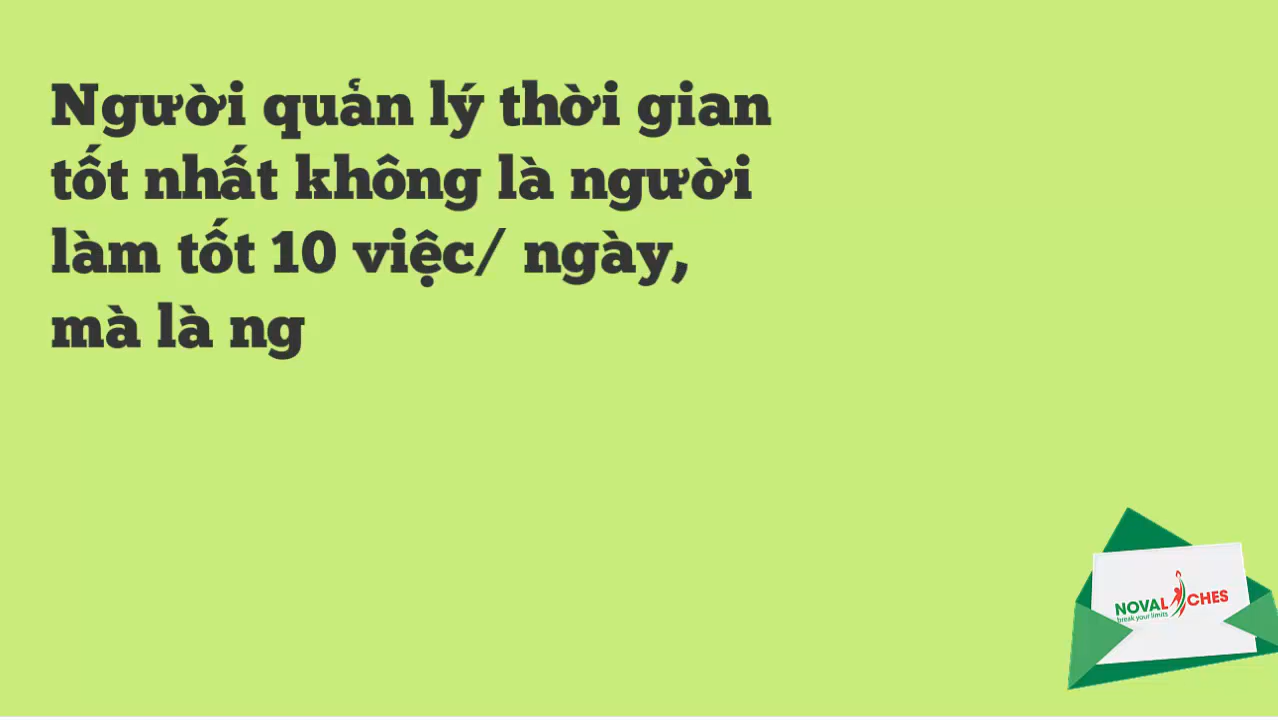 Người quản lý thời gian
tốt nhất không là người
làm tốt 10 việc/ ngày,
mà là ng
NOVAL CHES
break your limits